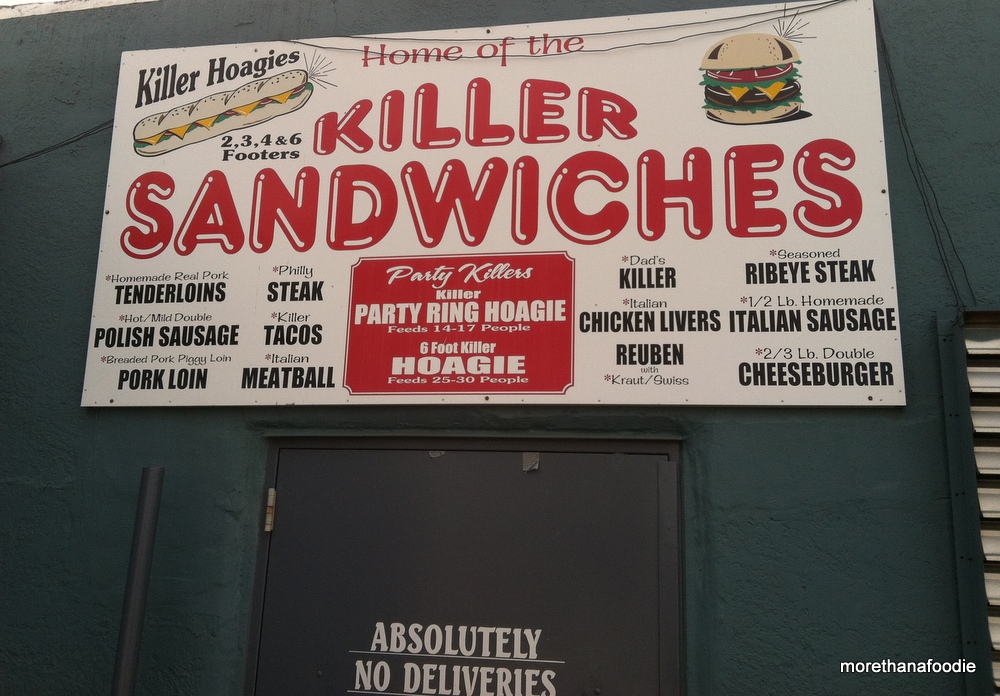 Killer Hoagies
2,3,4 & 6
Footers
Home of the
KILLER
SANDWICHES
*Homemade Real Pork
TENDERLOINS
*Hot/Mild Double
POLISH SAUSAGE
*Breaded Pork Piggy Loin
PORK LOIN
*Philly
STEAK
*Killer
TACOS
*Italian
MEATBALL
Party Killers
Killer
PARTY RING HOAGIE
Feeds 14-17 People
6 Foot Killer
HOAGIE
Feeds 25-30 People
*Dad's
KILLER
*Italian
CHICKEN LIVERS
REUBEN
with
*Kraut/Swiss
*Seasoned
RIBEYE STEAK
*1/2 Lb. Homemade
ITALIAN SAUSAGE
*2/3 Lb. Double
CHEESEBURGER
ABSOLUTELY
NO DELIVERIES
morethanafoodie